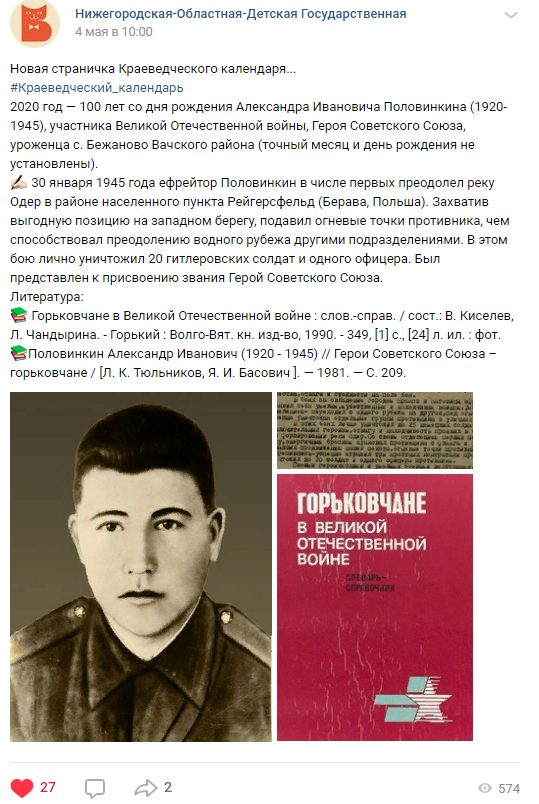 Нижегородская-Областная-Детская Государственная
4 мая в 10:00
Новая страничка Краеведческого календаря...
#Краеведческий_календарь
2020 год — 100 лет со дня рождения Александра Ивановича Половинкина (1920-
1945), участника Великой Отечественной войны, Героя Советского Союза,
уроженца с. Бежаново Вачского района (точный месяц и день рождения не
установлены).
✍🏻 30 января 1945 года ефрейтор Половинкин в числе первых преодолел реку
Одер в районе населенного пункта Рейгерсфельд (Берава, Польша). Захватив
выгодную позицию на западном берегу, подавил огневые точки противника, чем
способствовал преодолению водного рубежа другими подразделениями. В этом
бою лично уничтожил 20 гитлеровских солдат и одного офицера. Был
представлен к присвоению звания Герой Советского Союза.
Литература:
📚 Горьковчане в Великой Отечественной войне : слов.-справ. / сост.: В. Киселев,
Л. Чандырина. - Горький : Волго-Вят. кн. изд-во, 1990. - 349, [1] с., [24] л. ил. : фот.
📚Половинкин Александр Иванович (1920 - 1945) // Герои Советского Союза –
горьковчане / [Л. К. Тюльников, Я. И. Басович ]. — 1981. — С. 209.
ГОРЬКОВЧАНЕ
В ВЕЛИКОЙ
ОТЕЧЕСТВЕННОЙ
ВОЙНЕ
СЛОВАРЬ-
СПРАВОЧНИК
27
2
574